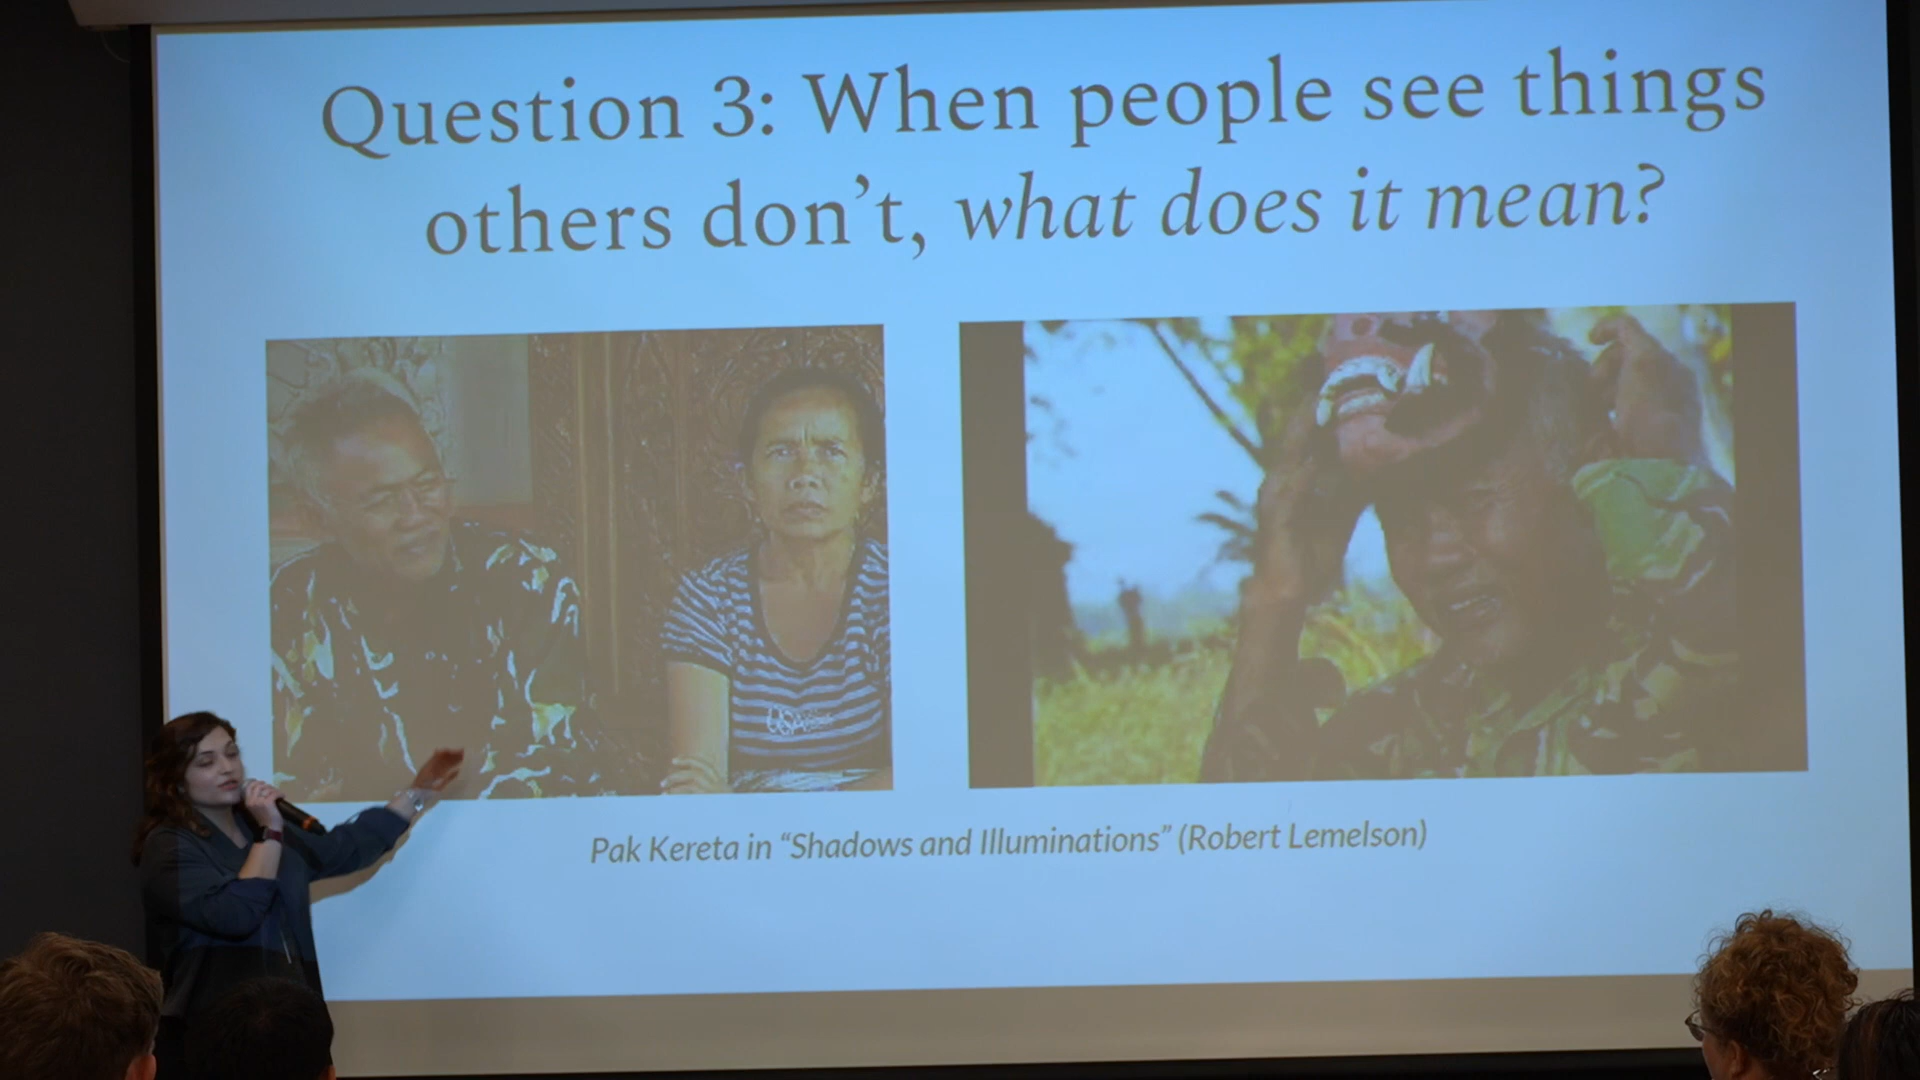 Question 3: When people see things
others don’t, what does it mean?
Pak Kereta in “Shadows and Illuminations” (Robert Lemelson)